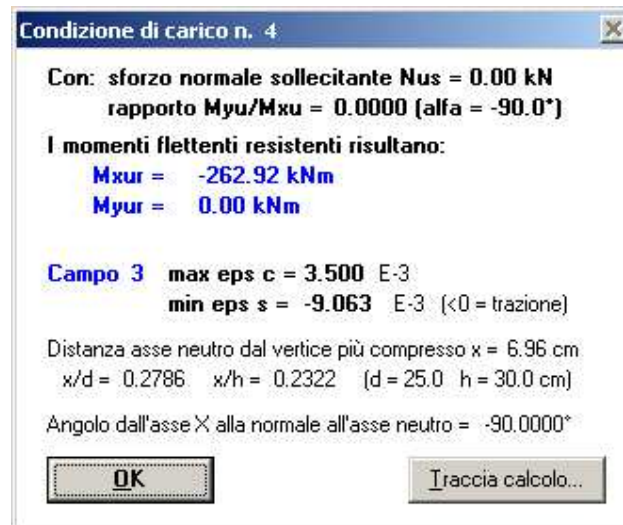 Condizione di carico n. 4
Con: sforzo normale sollecitante Nus = 0.00 kN
rapporto Myu/Mxu = 0.0000 (alfa = -90.0°)
I momenti flettenti resistenti risultano:
Mxur = -262.92 kNm
Myur = 0.00 kNm
Campo 3 max eps c = 3.500 E-3
min eps s = -9.063 E-3 (<0 = trazione)
Distanza asse neutro dal vertice più compresso x = 6.96 cm
x/d = 0.2786 x/h = 0.2322 (d = 25.0 h = 30.0 cm)
Angolo dall'asse X alla normale all'asse neutro = -90.0000°
OK Traccia calcolo...